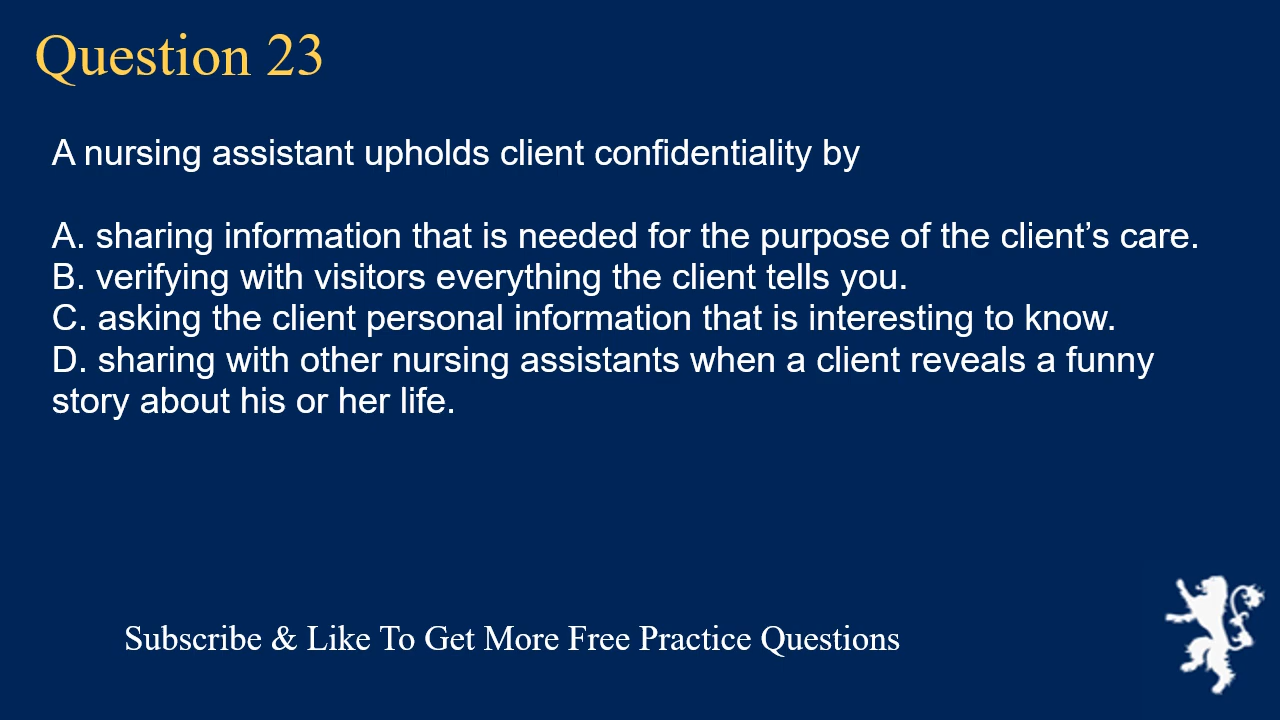 Question 23
A nursing assistant upholds client confidentiality by
A. sharing information that is needed for the purpose of the client’s care.
B. verifying with visitors everything the client tells you.
C. asking the client personal information that is interesting to know.
D. sharing with other nursing assistants when a client reveals a funny
story about his or her life.
Subscribe & Like To Get More Free Practice Questions